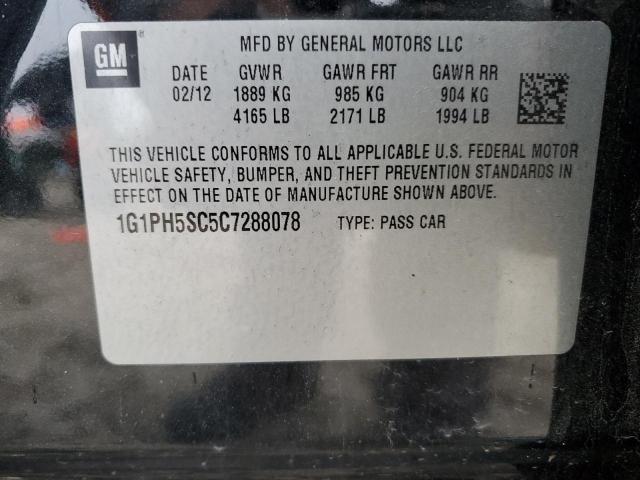 GM
MFD BY GENERAL MOTORS LLC
DATE GVWR GAWR FRT GAWR RR
02/12 1889 KG 985 KG 904 KG
4165 LB 2171 LB 1994 LB
THIS VEHICLE CONFORMS TO ALL APPLICABLE U.S. FEDERAL MOTOR
VEHICLE SAFETY, BUMPER, AND THEFT PREVENTION STANDARDS IN
EFFECT ON THE DATE OF MANUFACTURE SHOWN ABOVE.
1G1PH5SC5C7288078 TYPE: PASS CAR